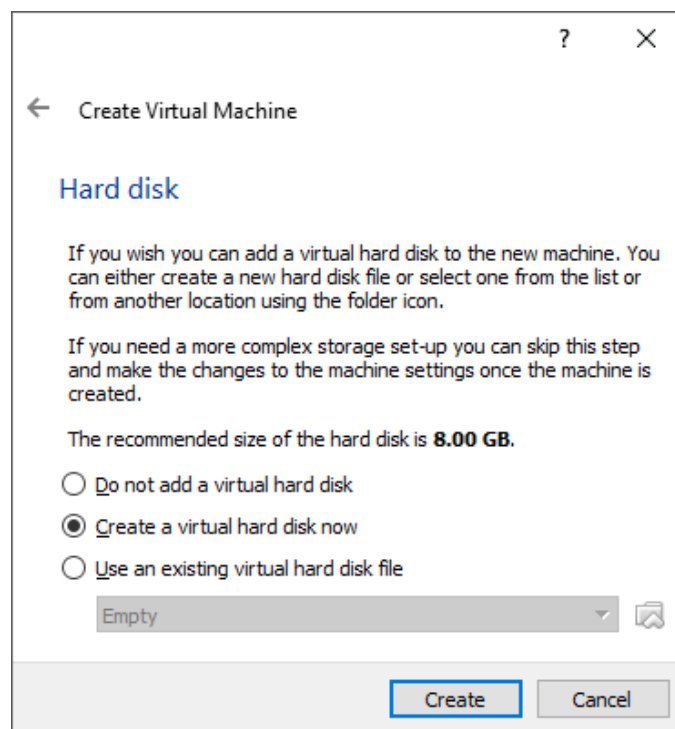 ?
Create Virtual Machine
Hard disk
If you wish you can add a virtual hard disk to the new machine. You
can either create a new hard disk file or select one from the list or
from another location using the folder icon.
If you need a more complex storage set-up you can skip this step
and make the changes to the machine settings once the machine is
created.
The recommended size of the hard disk is 8.00 GB.
Do not add a virtual hard disk
Create a virtual hard disk now
Use an existing virtual hard disk file
Empty
Create Cancel